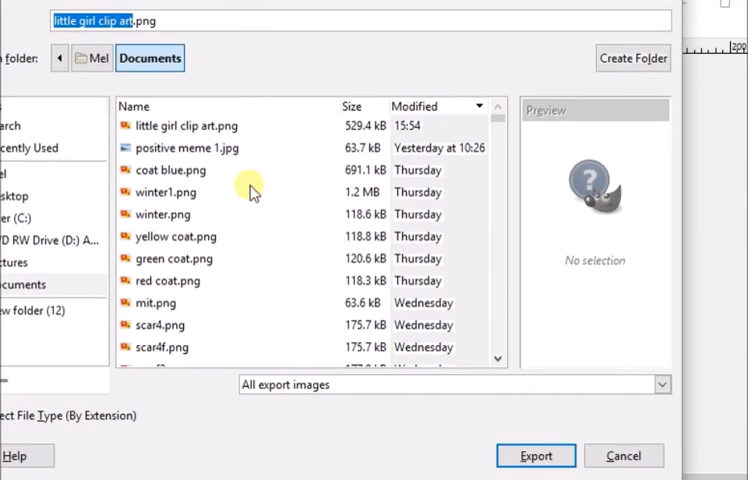 little girl clip art.png
folder: Mel Documents Create Folder
Name Size Modified Preview
arch little girl clip art.png 529.4 kB 15:54
cently Used positive meme 1.jpg 63.7 kB Yesterday at 10:26
el coat blue.png 691.1 kB Thursday
sktop winter1.png 1.2 MB Thursday
er (C:) winter.png 118.6 kB Thursday
D RW Drive (D:) A... yellow coat.png 118.8 kB Thursday
ctures green coat.png 120.6 kB Thursday No selection
ocuments red coat.png 118.3 kB Thursday
w folder (12) mit.png 63.6 kB Wednesday
scar4.png 175.7 kB Wednesday
scar4f.png 175.7 kB Wednesday
All export images
ect File Type (By Extension)
Help Export Cancel
200